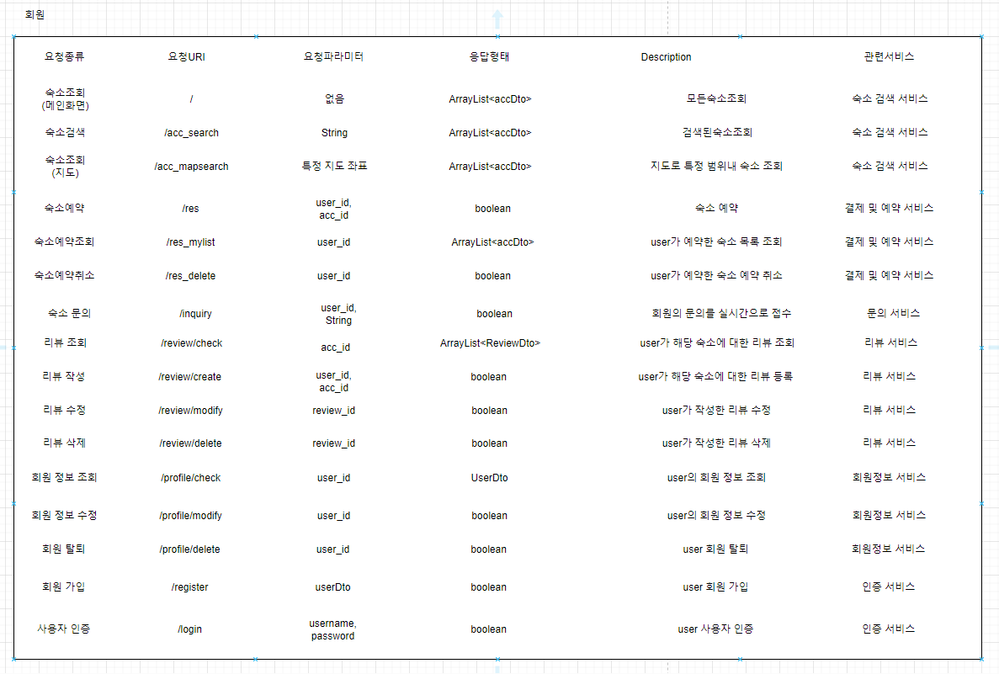 회원
요청종류 요청URI 요청파라미터 응답형태 Description 관련서비스
숙소조회
(메인화면) / 없음 ArrayList<accDto> 모든숙소조회 숙소 검색 서비스
숙소검색 /acc_search String ArrayList<accDto> 검색된숙소조회 숙소 검색 서비스
숙소조회
(지도) /acc_mapsearch 특정 지도 좌표 ArrayList<accDto> 지도로 특정 범위내 숙소 조회 숙소 검색 서비스
숙소예약 /res user_id,
acc_id boolean 숙소 예약 결제 및 예약 서비스
숙소예약조회 /res_mylist user_id ArrayList<accDto> user가 예약한 숙소 목록 조회 결제 및 예약 서비스
숙소예약취소 /res_delete user_id boolean user가 예약한 숙소 예약 취소 결제 및 예약 서비스
숙소 문의 /inquiry user_id,
String boolean 회원의 문의를 실시간으로 접수 문의 서비스
리뷰 조회 /review/check acc_id ArrayList<ReviewDto> user가 해당 숙소에 대한 리뷰 조회 리뷰 서비스
리뷰 작성 /review/create user_id,
acc_id boolean user가 해당 숙소에 대한 리뷰 등록 리뷰 서비스
리뷰 수정 /review/modify review_id boolean user가 작성한 리뷰 수정 리뷰 서비스
리뷰 삭제 /review/delete review_id boolean user가 작성한 리뷰 삭제 리뷰 서비스
회원 정보 조회 /profile/check user_id UserDto user의 회원 정보 조회 회원정보 서비스
회원 정보 수정 /profile/modify user_id boolean user의 회원 정보 수정 회원정보 서비스
회원 탈퇴 /profile/delete user_id boolean user 회원 탈퇴 회원정보 서비스
회원 가입 /register userDto boolean user 회원 가입 인증 서비스
사용자 인증 /login username,
password boolean user 사용자 인증 인증 서비스